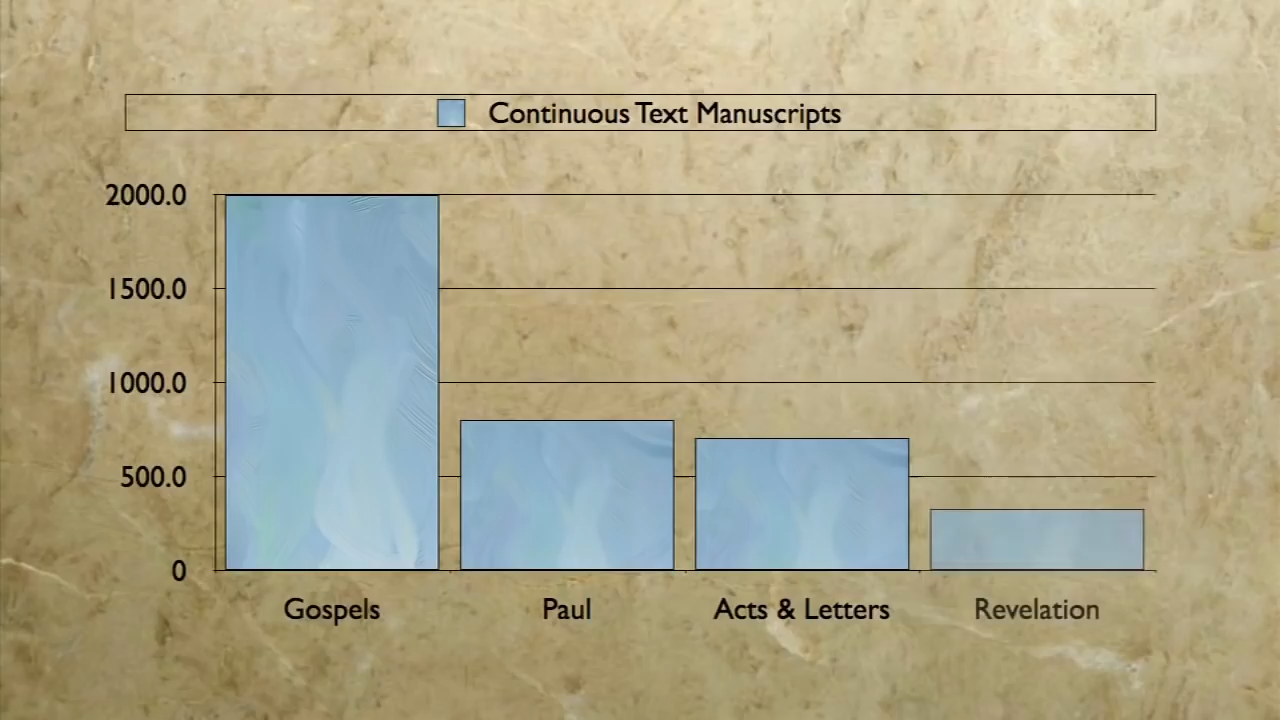 Continuous Text Manuscripts
2000.0
1500.0
1000.0
500.0
0
Gospels Paul Acts & Letters Revelation